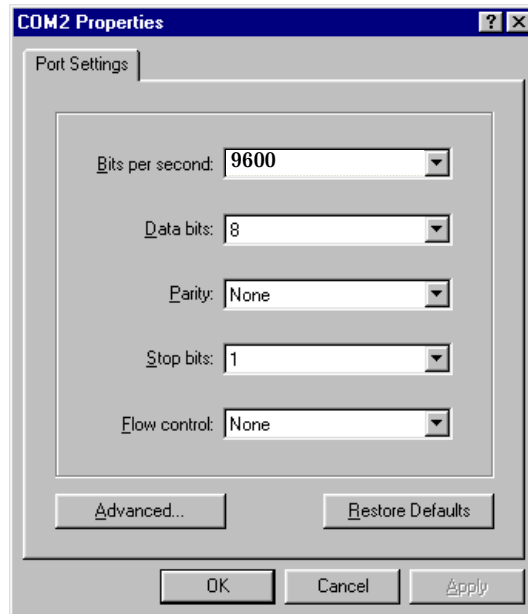 COM2 Properties
Port Settings
Bits per second: 9600
Data bits: 8
Parity: None
Stop bits: 1
Flow control: None
Advanced... Restore Defaults
OK Cancel Apply